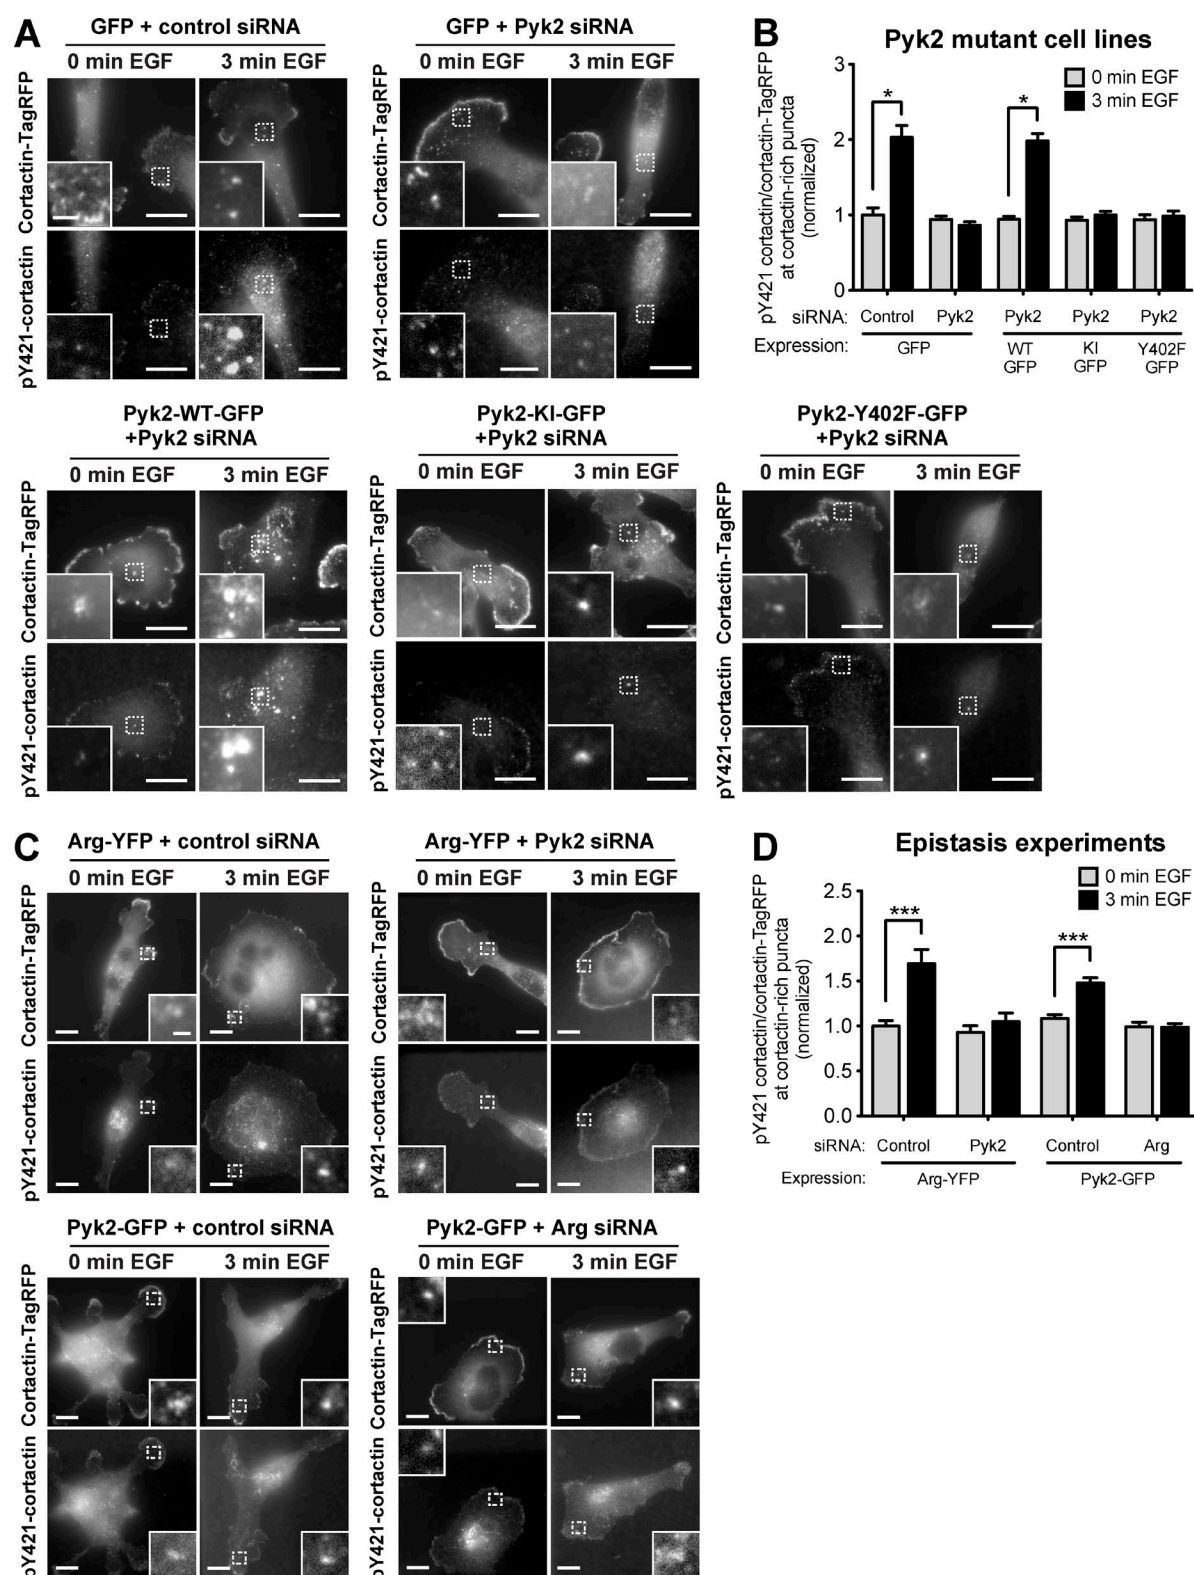 A
GFP + control siRNA
GFP + Pyk2 siRNA
0 min EGF
3 min EGF
0 min EGF
3 min EGF
Cortactin-TagRFP
pY421-cortactin
Cortactin-TagRFP
pY421-cortactin
B
Pyk2 mutant cell lines
0 min EGF
3 min EGF
pY421 cortactin/cortactin-TagRFP
at cortactin-rich puncta
(normalized)
3
2
1
0
*
*
siRNA: Control Pyk2 Pyk2 Pyk2 Pyk2
Expression: GFP WT GFP KI GFP Y402F GFP
Pyk2-WT-GFP
+Pyk2 siRNA
Pyk2-KI-GFP
+Pyk2 siRNA
Pyk2-Y402F-GFP
+Pyk2 siRNA
0 min EGF
3 min EGF
0 min EGF
3 min EGF
0 min EGF
3 min EGF
Cortactin-TagRFP
pY421-cortactin
Cortactin-TagRFP
pY421-cortactin
Cortactin-TagRFP
pY421-cortactin
C
Arg-YFP + control siRNA
Arg-YFP + Pyk2 siRNA
0 min EGF
3 min EGF
0 min EGF
3 min EGF
Cortactin-TagRFP
pY421-cortactin
Cortactin-TagRFP
pY421-cortactin
D
Epistasis experiments
0 min EGF
3 min EGF
pY421 cortactin/cortactin-TagRFP
at cortactin-rich puncta
(normalized)
2.5
2.0
1.5
1.0
0.5
0.0
***
***
siRNA: Control Pyk2 Control Arg
Expression: Arg-YFP Pyk2-GFP
Pyk2-GFP + control siRNA
Pyk2-GFP + Arg siRNA
0 min EGF
3 min EGF
0 min EGF
3 min EGF
Cortactin-TagRFP
pY421-cortactin
Cortactin-TagRFP
pY421-cortactin